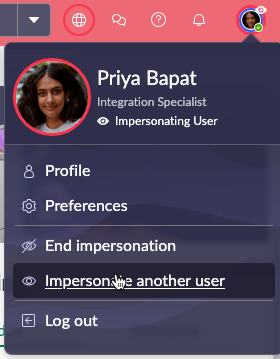 Priya Bapat
Integration Specialist
Impersonating User
Profile
Preferences
End impersonation
Impersonate another user
Log out